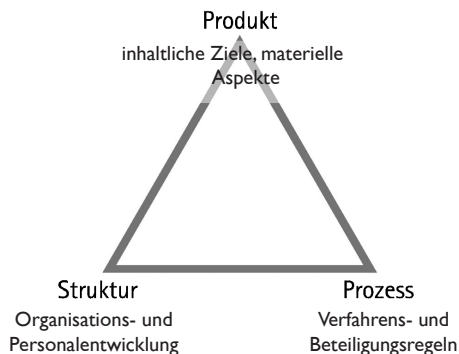 Produkt
inhaltliche Ziele, materielle
Aspekte
Struktur
Organisations- und
Personalentwicklung
Prozess
Verfahrens- und
Beteiligungsregeln